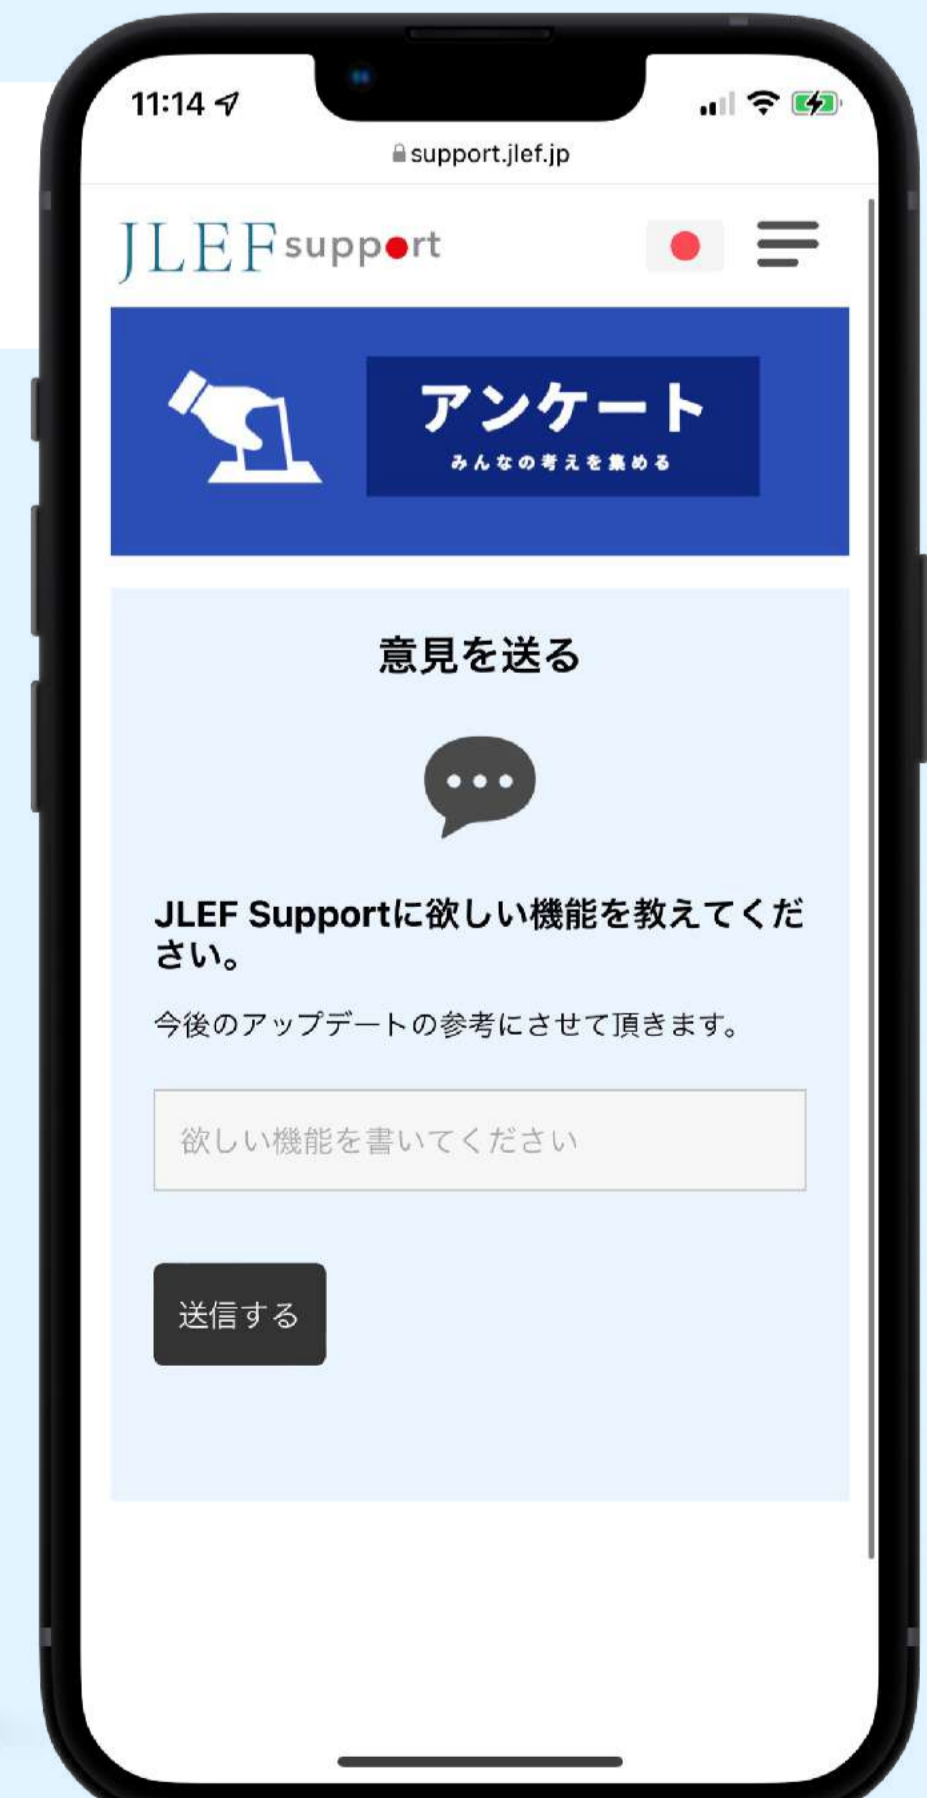 11:14
support.jlef.jp
JLEF support
アンケート
みんなの考えを集める
意見を送る
JLEF Supportに欲しい機能を教えてくだ
さい。
今後のアップデートの参考にさせて頂きます。
欲しい機能を書いてください
送信する